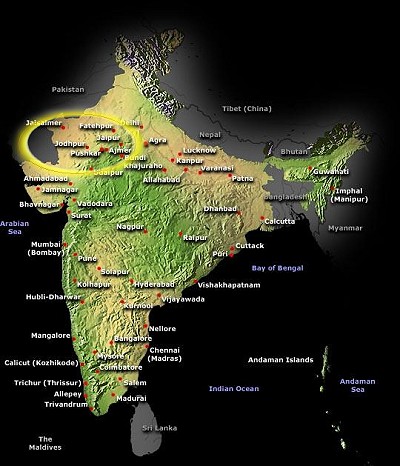 Pakistan
Tibet (China)
Jaisalmer
Fatehpur
Delhi
Nepal
Jaipur
Agra
Lucknow
Bhutan
Jodhpur
Pushkar
Ajmer
Bundi
Kanpur
Khajuraho
Varanasi
Guwahati
Udaipur
Ahmadabad
Allahabad
Patna
Jamnagar
Imphal
(Manipur)
Bangladesh
Bhavnagar
Vadodara
Dhanbad
Surat
Calcutta
Arabian
Sea
Nagpur
Raipur
Myanmar
Mumbai
(Bombay)
Cuttack
Puri
Pune
Solapur
Bay of Bengal
Kolhapur
Hyderabad
Vishakhapatnam
Hubli-Dharwar
Vijayawada
Kurnool
Nellore
Mangalore
Bangalore
Chennai
(Madras)
Mysore
Calicut (Kozhikode)
Coimbatore
Andaman Islands
Trichur (Thrissur)
Salem
Andaman
Sea
Indian Ocean
Allepey
Madurai
Trivandrum
Sri Lanka
The
Maldives